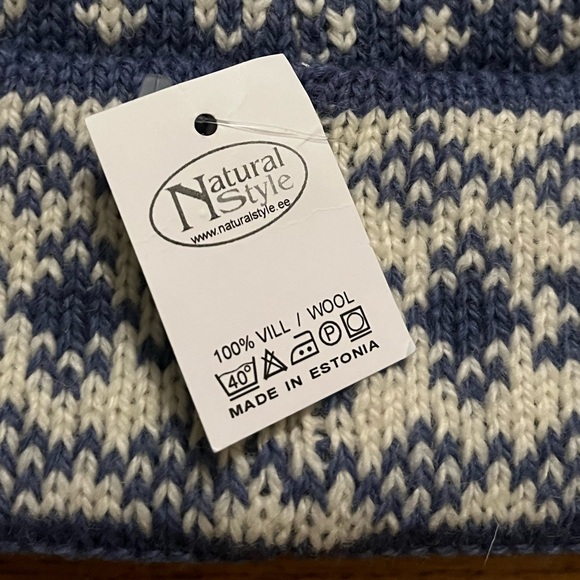 Natural
Style
www.naturalstyle.ee
100% VILL / WOOL
40° P
MADE IN ESTONIA